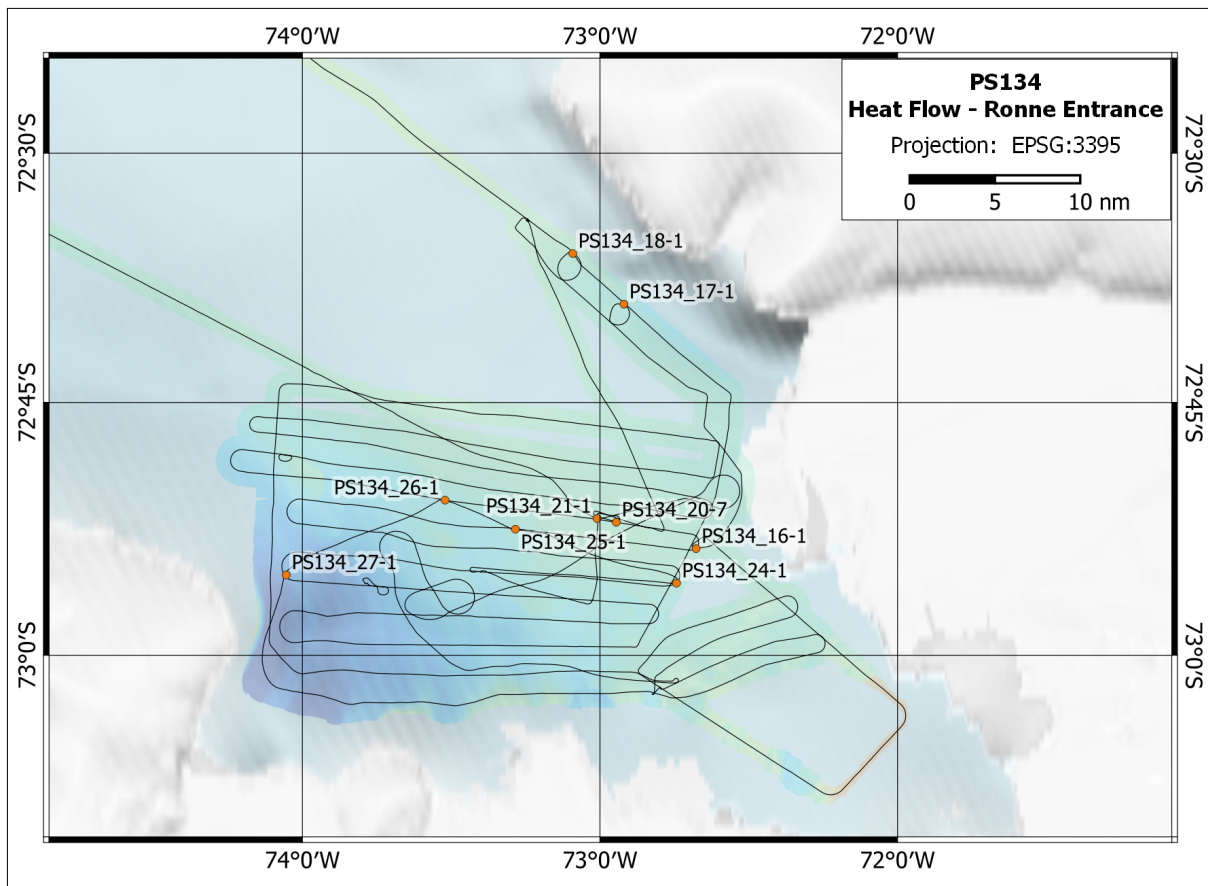 74°0'W 73°0'W 72°0'W
PS134
Heat Flow - Ronne Entrance
Projection: EPSG:3395
0 5 10 nm
72°30'S 72°30'S
PS134_18-1
PS134_17-1
72°45'S 72°45'S
PS134_26-1
PS134_21-1
PS134_20-7
PS134_25-1
PS134_16-1
PS134_27-1
PS134_24-1
73°0'S 73°0'S
74°0'W 73°0'W 72°0'W